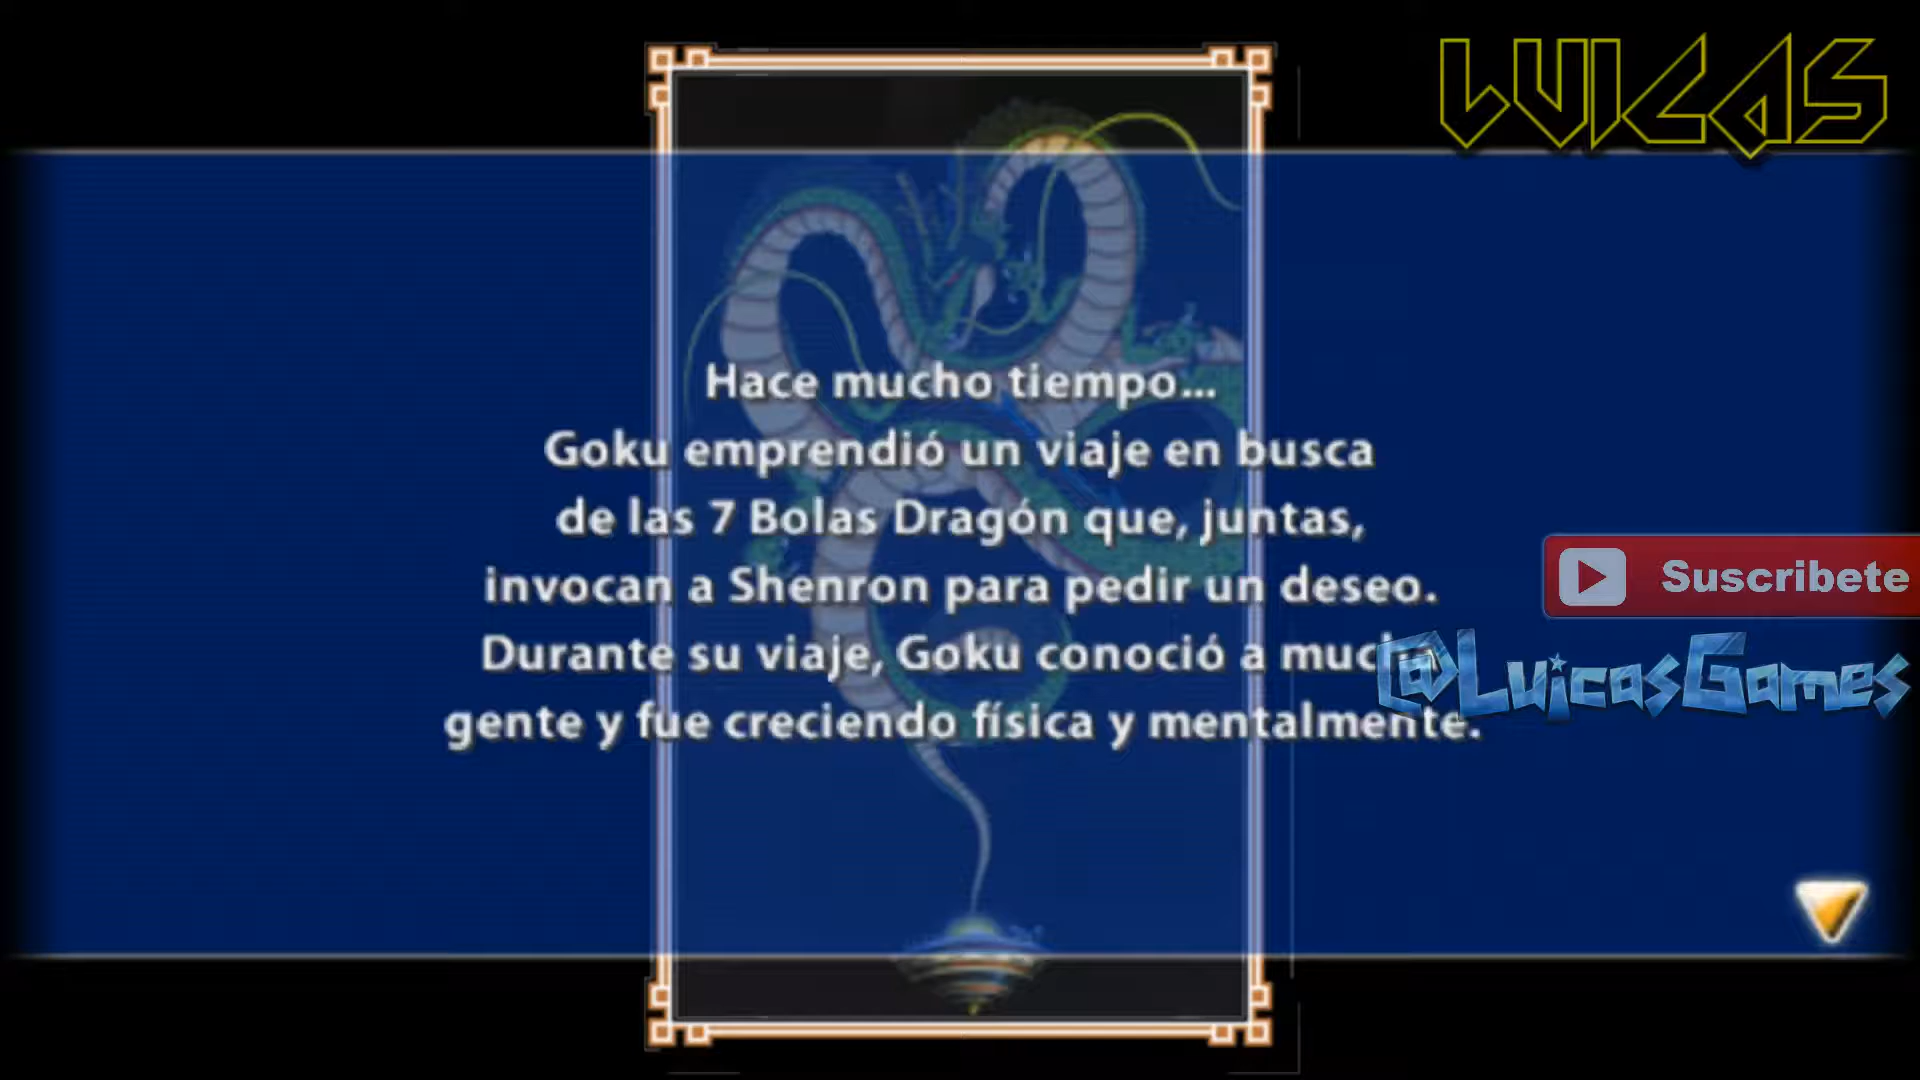 LUICAS
Hace mucho tiempo...
Goku emprendió un viaje en busca
de las 7 Bolas Dragón que, juntas,
invocan a Shenron para pedir un deseo.
Suscribete
Durante su viaje, Goku conoció a
@LuicasGames
gente y fue creciendo física y mentalmente.